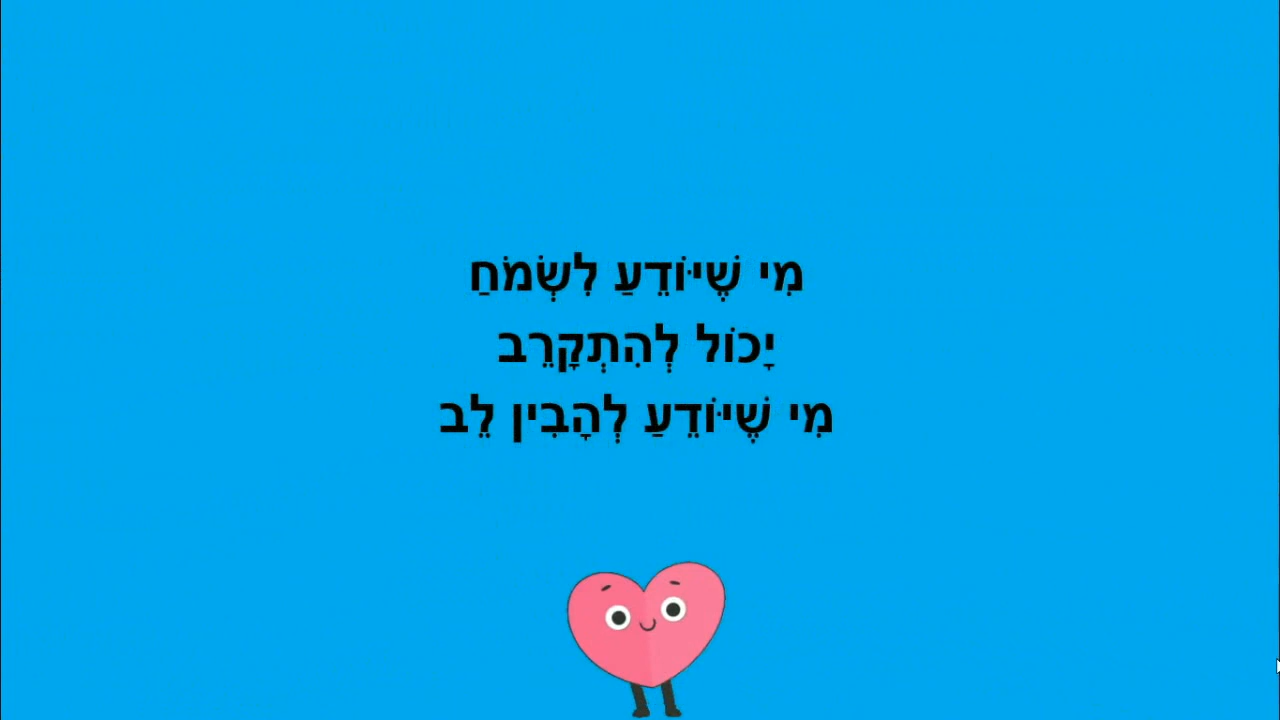 מִי שֶׁיּוֹדֵעַ לִשְׂמֹחַ
יָכוֹל לְהִתְקָרֵב
מִי שֶׁיּוֹדֵעַ לְהָבִין לֵב